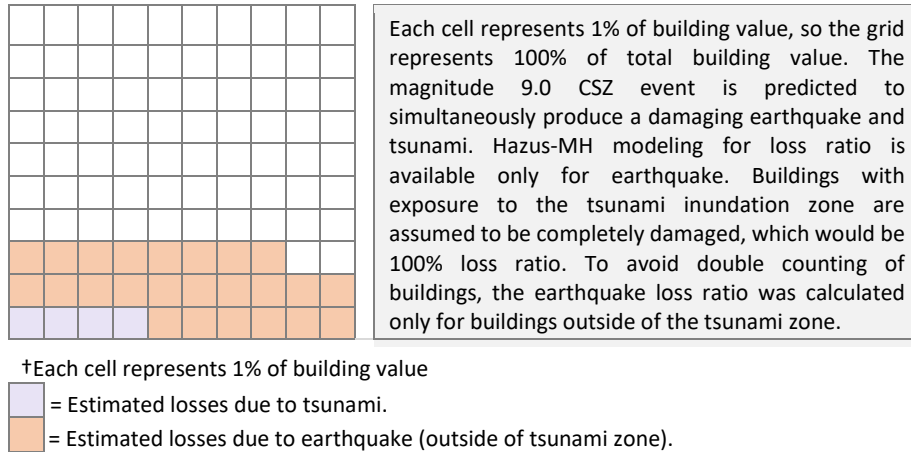 Each cell represents 1% of building value, so the grid
represents 100% of total building value. The
magnitude 9.0 CSZ event is predicted to
simultaneously produce a damaging earthquake and
tsunami. Hazus-MH modeling for loss ratio is
available only for earthquake. Buildings with
exposure to the tsunami inundation zone are
assumed to be completely damaged, which would be
100% loss ratio. To avoid double counting of
buildings, the earthquake loss ratio was calculated
only for buildings outside of the tsunami zone.
†Each cell represents 1% of building value
= Estimated losses due to tsunami.
= Estimated losses due to earthquake (outside of tsunami zone).